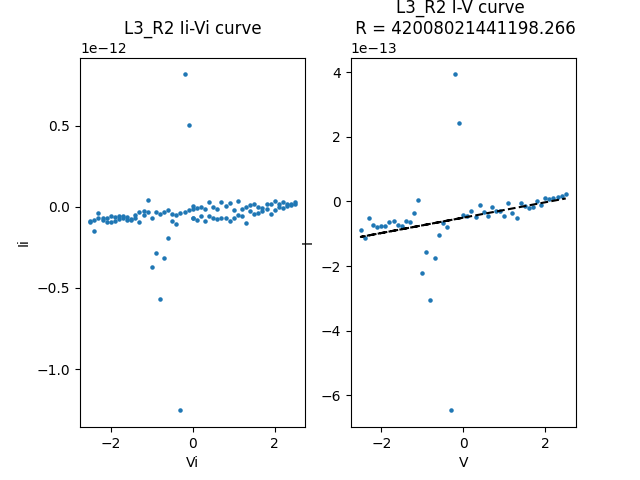 L3_R2 Ii-Vi curve
1e−12
0.5
0.0
−0.5
−1.0
Ii
−2
0
2
Vi
L3_R2 I-V curve
R = 42008021441198.266
1e−13
4
2
0
−2
−4
−6
I
−2
0
2
V